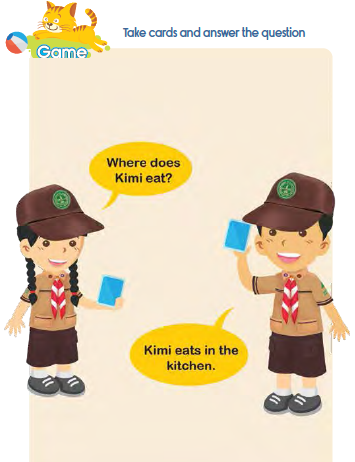 Take cards and answer the question
Game
Where does
Kimi eat?
Kimi eats in the
kitchen.